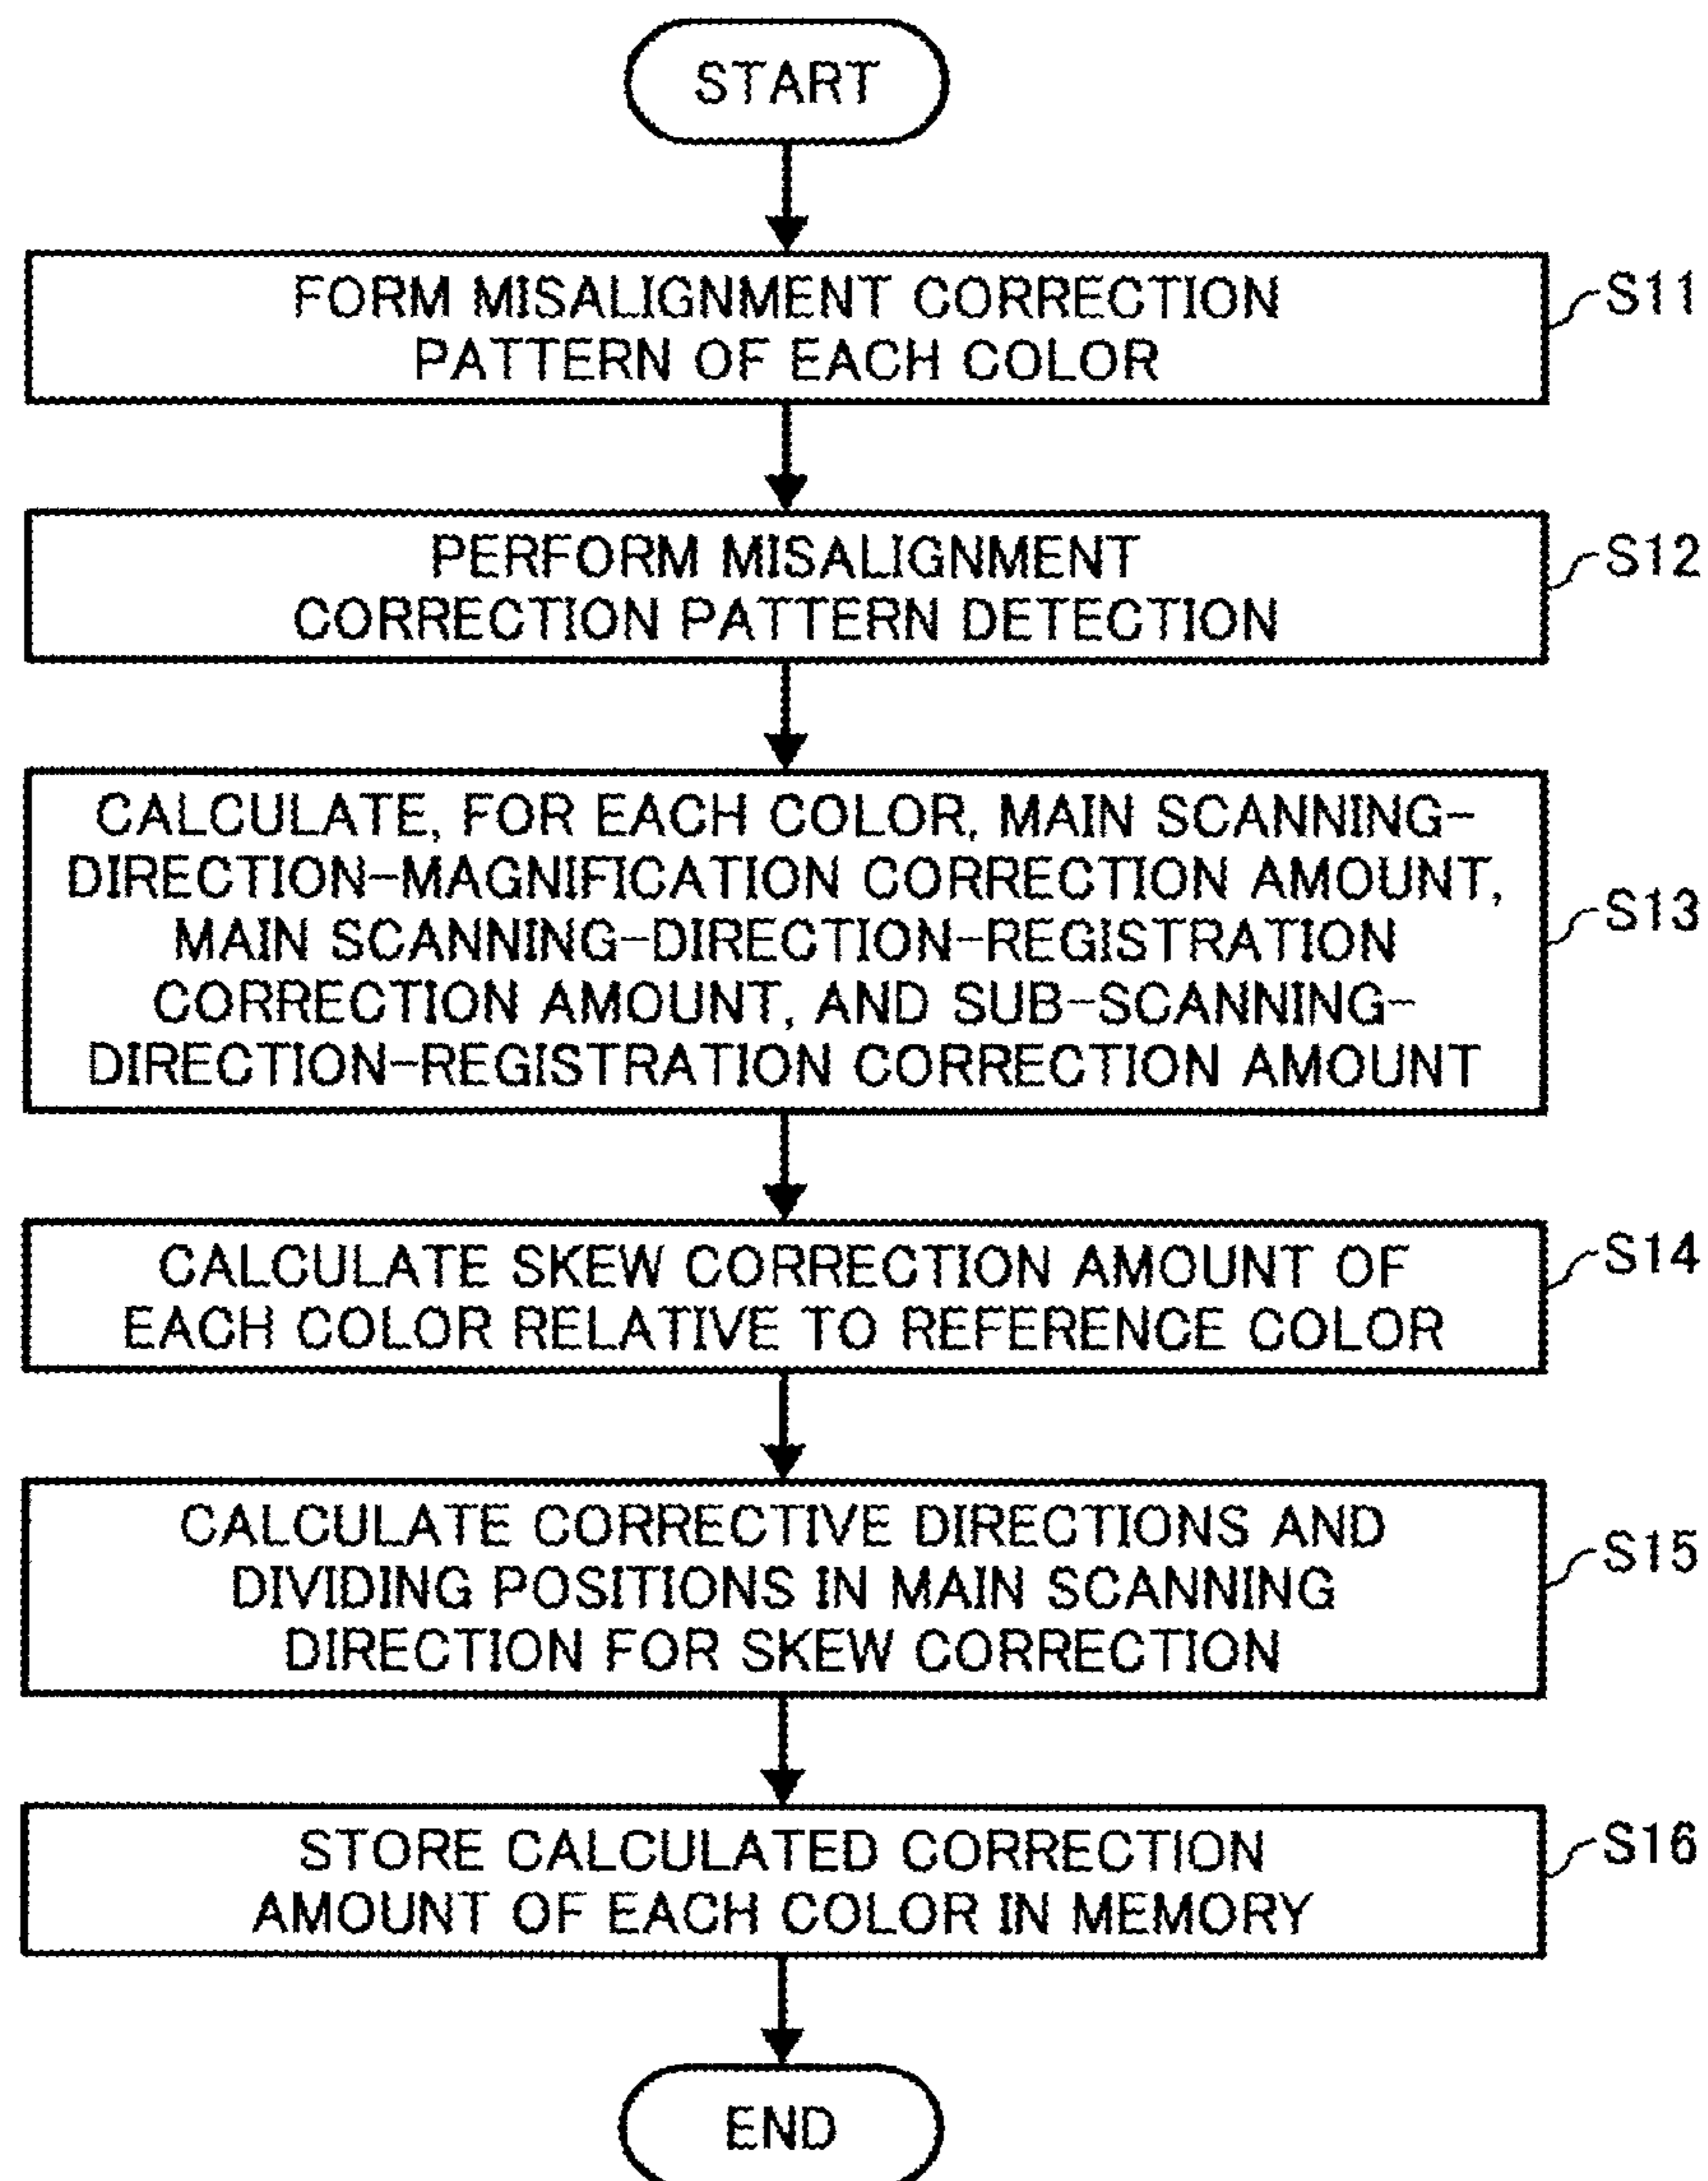 START
FORM MISALIGNMENT CORRECTION
PATTERN OF EACH COLOR
S11
PERFORM MISALIGNMENT
CORRECTION PATTERN DETECTION
S12
CALCULATE, FOR EACH COLOR, MAIN SCANNING-
DIRECTION-MAGNIFICATION CORRECTION AMOUNT,
MAIN SCANNING-DIRECTION-REGISTRATION
CORRECTION AMOUNT, AND SUB-SCANNING-
DIRECTION-REGISTRATION CORRECTION AMOUNT
S13
CALCULATE SKEW CORRECTION AMOUNT OF
EACH COLOR RELATIVE TO REFERENCE COLOR
S14
CALCULATE CORRECTIVE DIRECTIONS AND
DIVIDING POSITIONS IN MAIN SCANNING
DIRECTION FOR SKEW CORRECTION
S15
STORE CALCULATED CORRECTION
AMOUNT OF EACH COLOR IN MEMORY
S16
END